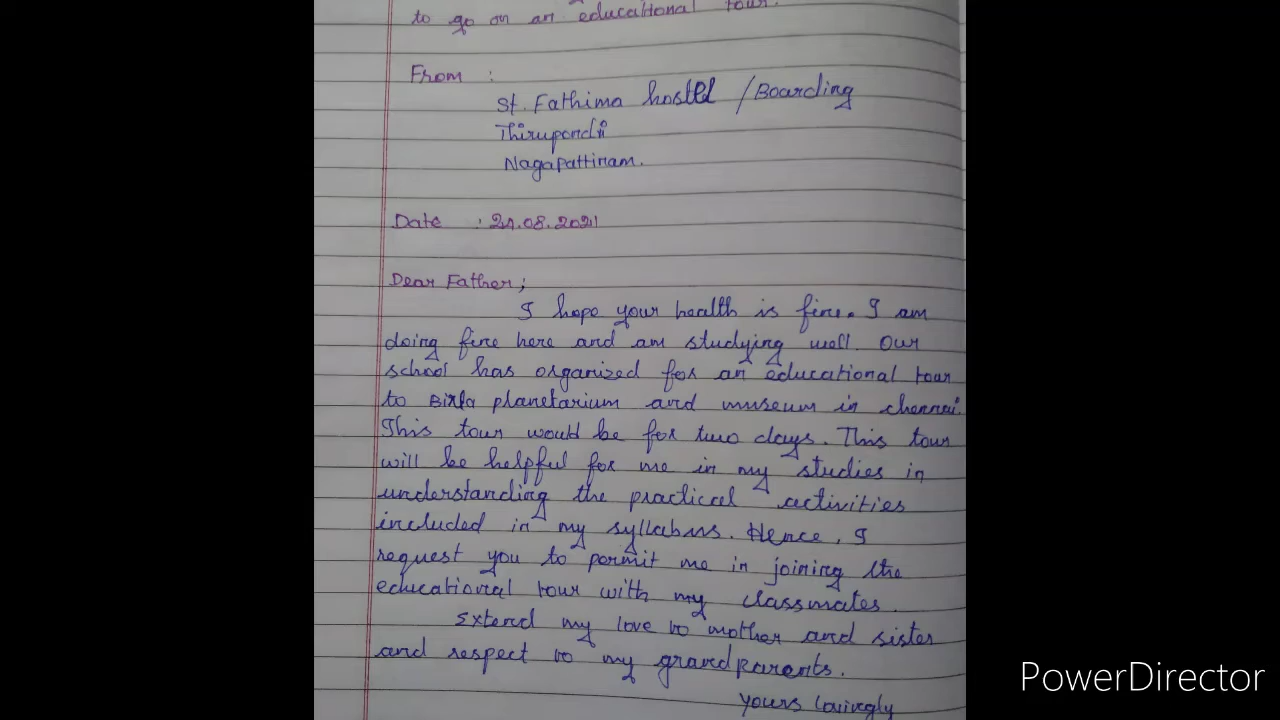 to go on an educational tour.
From :
St. Fathima hostel / Boarding
Thirupondi
Nagapattinam.
Date : 24.08.2021
Dear Father,
I hope your health is fine. I am
doing fine here and am studying well. Our
school has organized for an educational tour
to Birla planetarium and museum in chennai.
This tour would be for two days. This tour
will be helpful for me in my studies in
understanding the practical activities
included in my syllabus. Hence, I
request you to permit me in joining the
educational tour with my classmates.
Extend my love to mother and sister
and respect to my grandparents.
Yours lovingly
PowerDirector